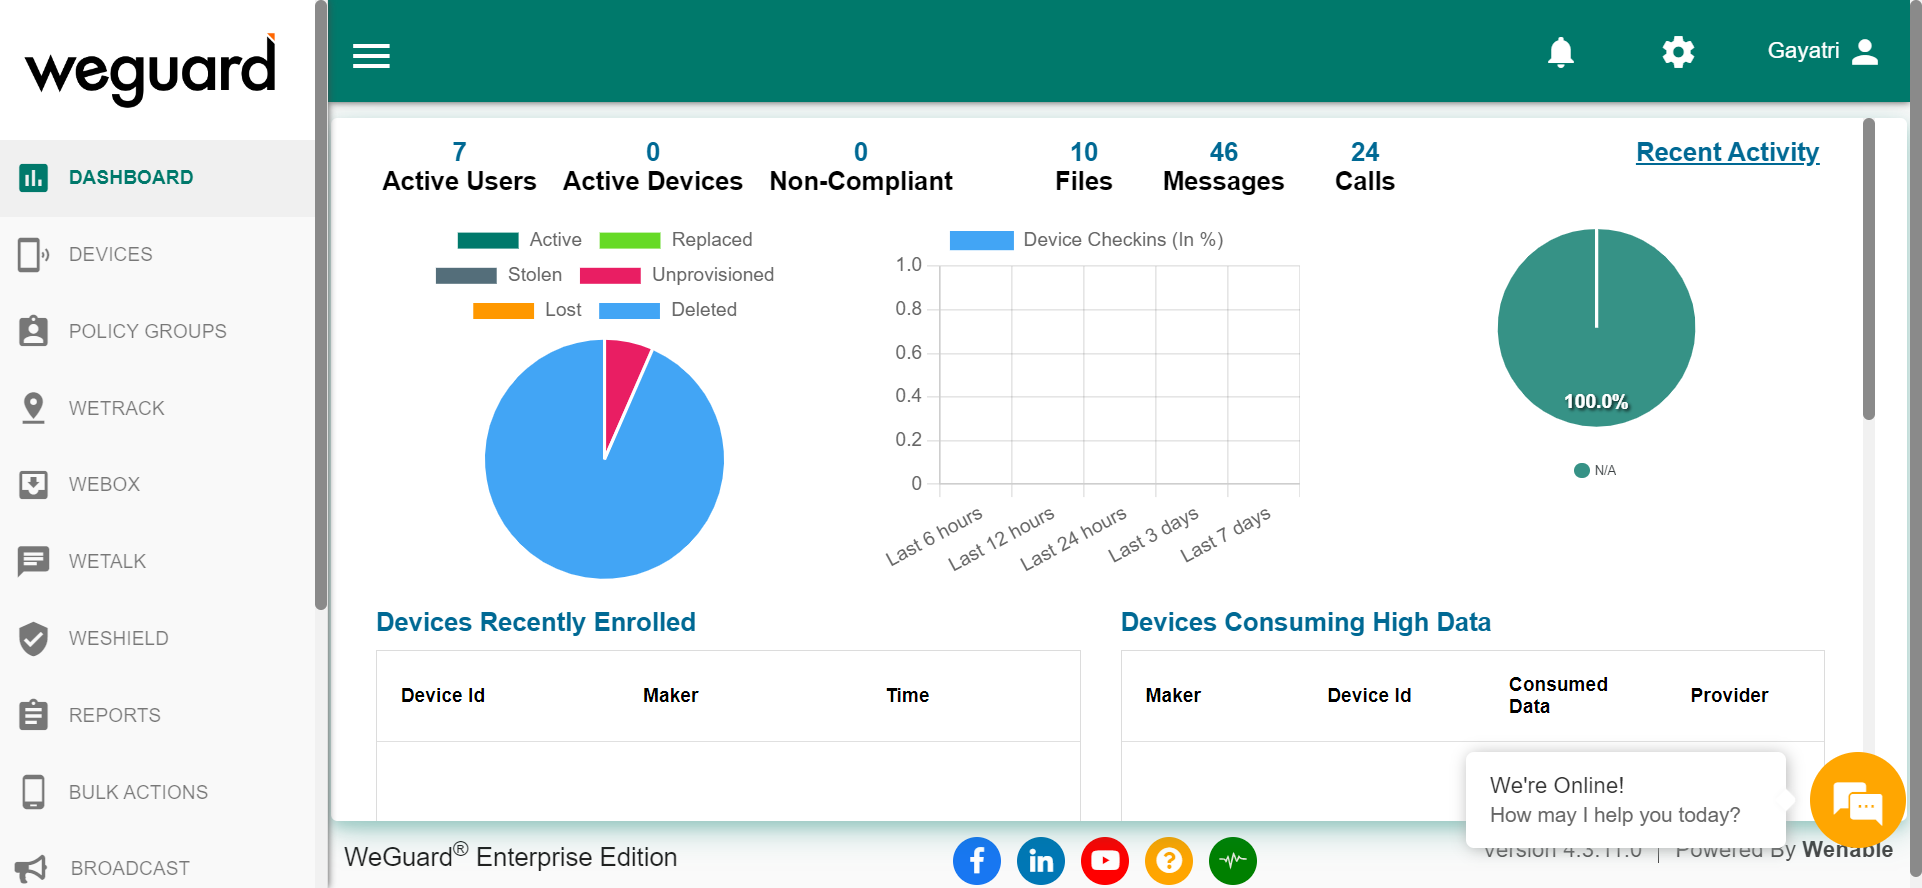 weguard
Gayatri
DASHBOARD
DEVICES
POLICY GROUPS
WETRACK
WEBOX
WETALK
WESHIELD
REPORTS
BULK ACTIONS
BROADCAST
7 0 0 10 46 24
Active Users Active Devices Non-Compliant Files Messages Calls
Recent Activity
Active Replaced
Stolen Unprovisioned
Lost Deleted
Device Checkins (In %)
1.0
0.8
0.6
0.4
0.2
0
Last 6 hours Last 12 hours Last 24 hours Last 3 days Last 7 days
100.0%
N/A
Devices Recently Enrolled
Device Id Maker Time
Devices Consuming High Data
Maker Device Id Consumed Data Provider
We're Online!
How may I help you today?
WeGuard® Enterprise Edition
f in ?
Version 4.3.11.0 | Powered By Wenable